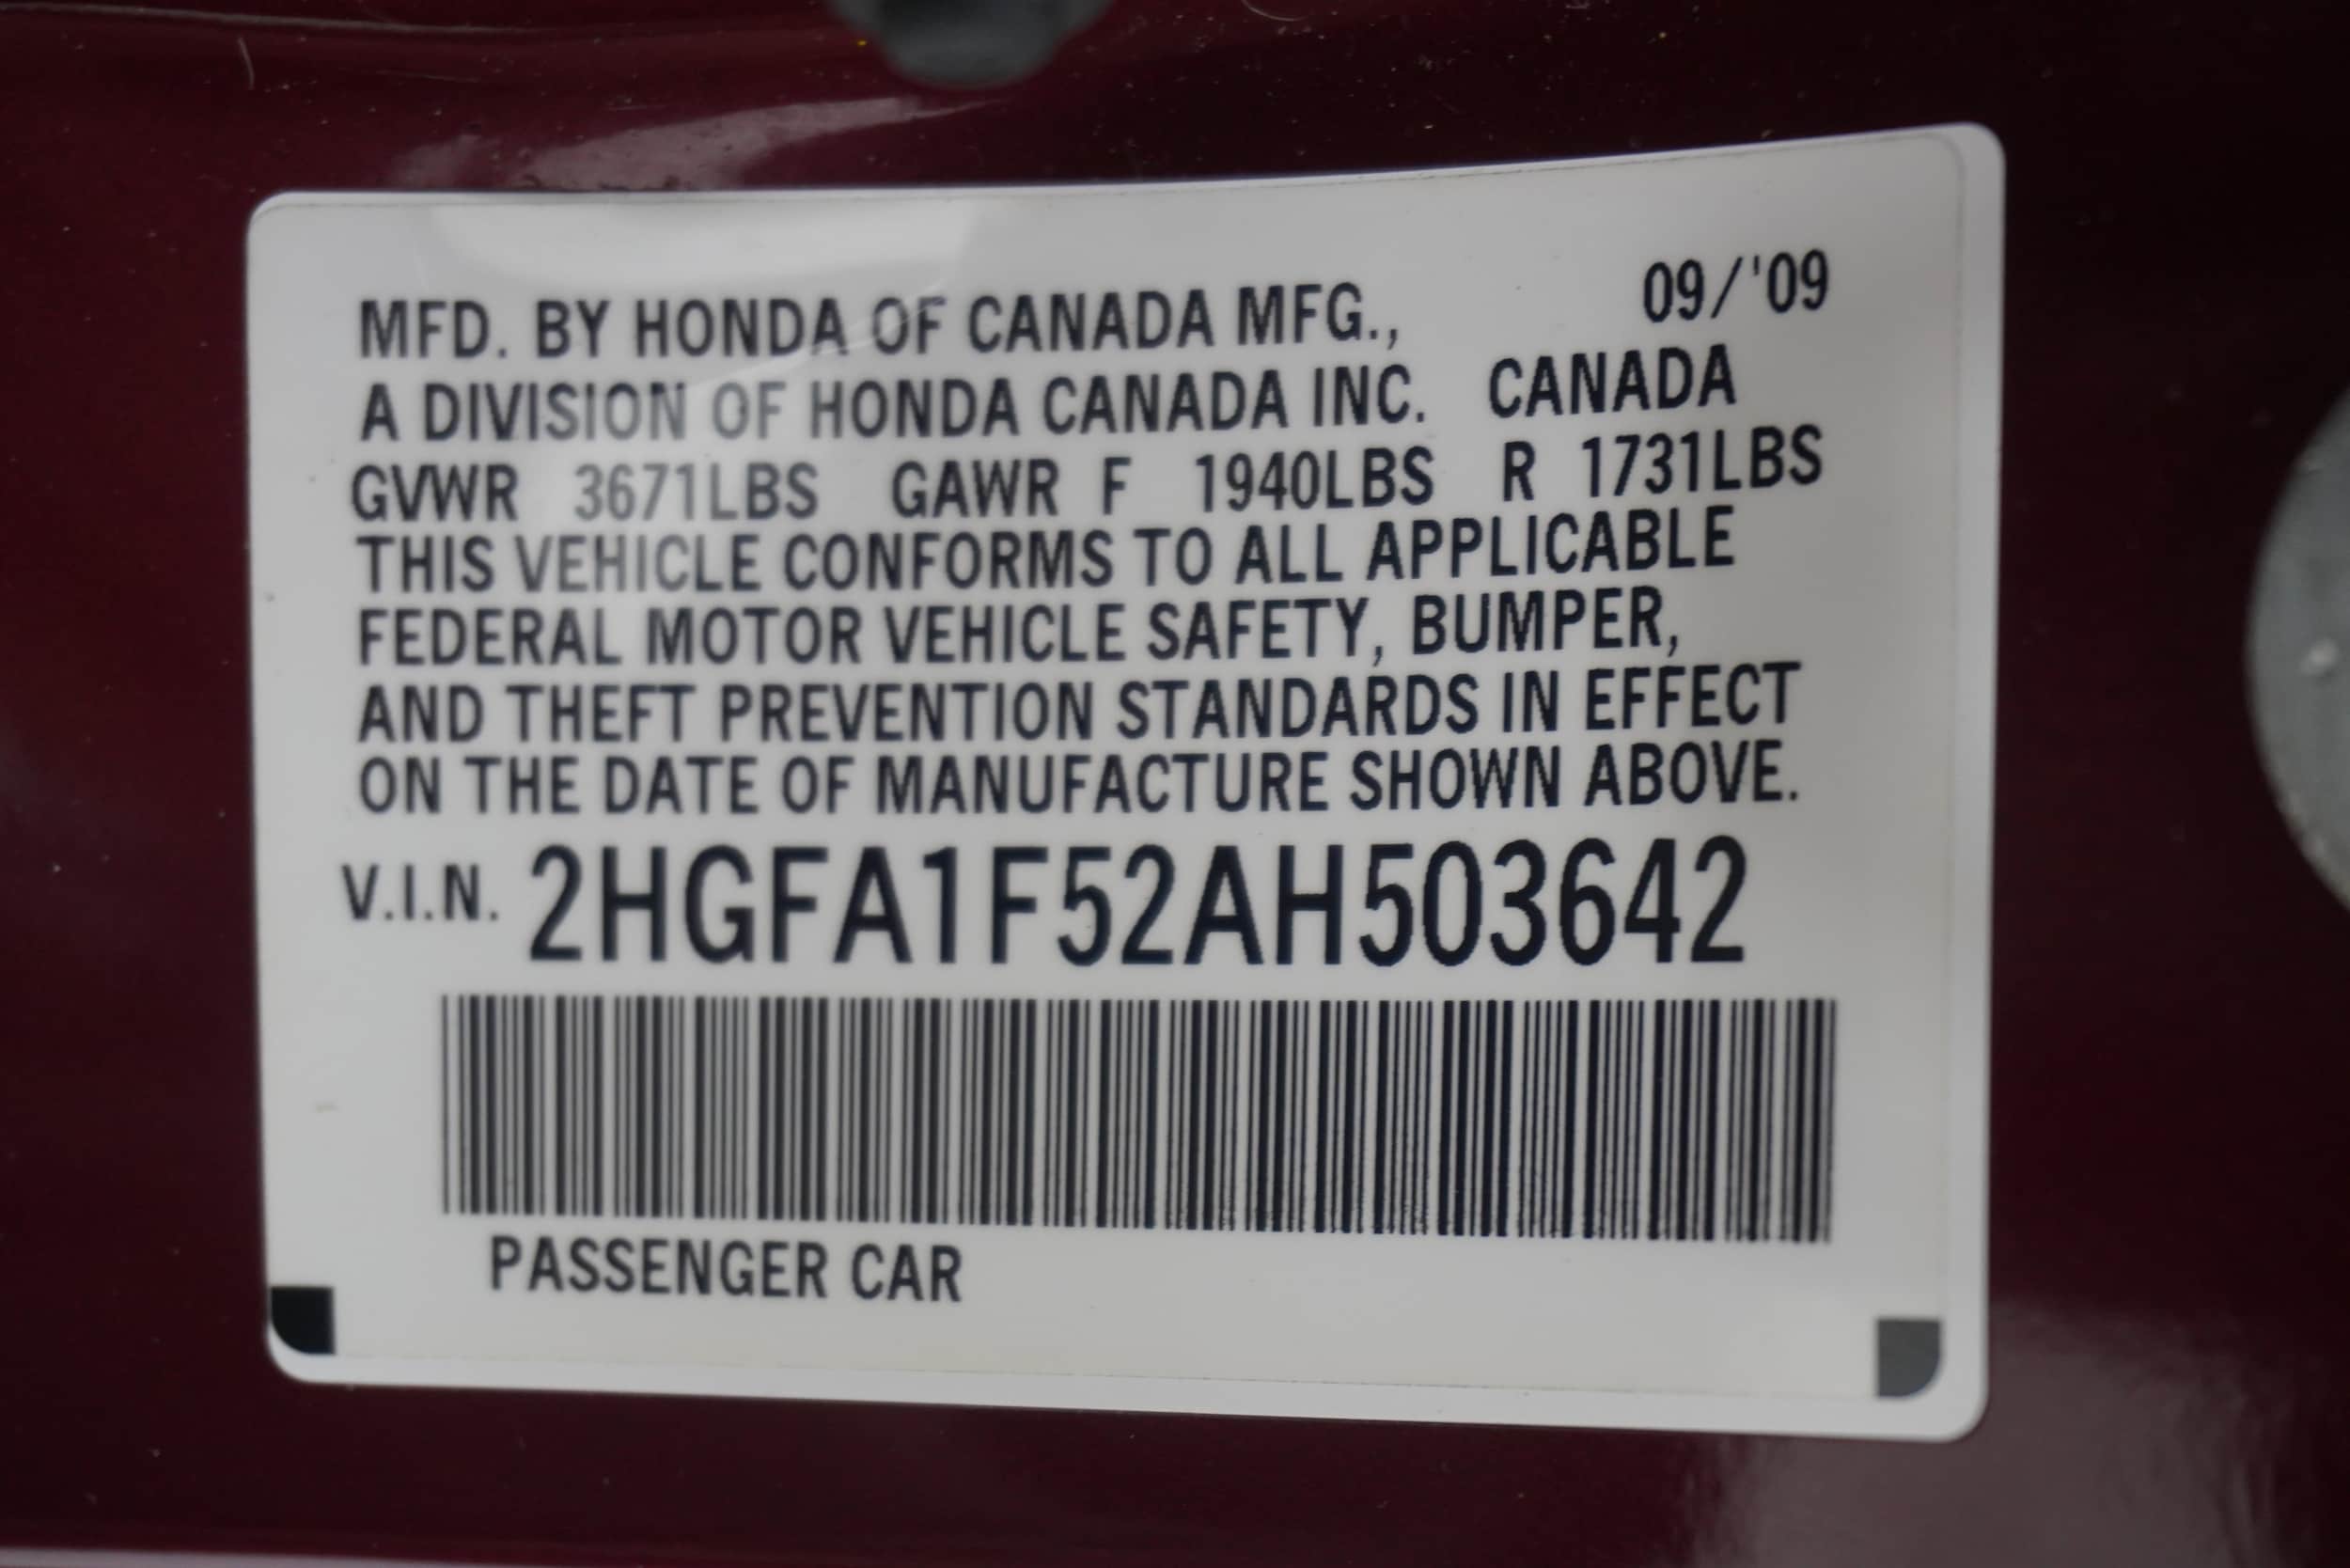 MFD. BY HONDA OF CANADA MFG., 09/'09
A DIVISION OF HONDA CANADA INC. CANADA
GVWR 3671LBS GAWR F 1940LBS R 1731LBS
THIS VEHICLE CONFORMS TO ALL APPLICABLE
FEDERAL MOTOR VEHICLE SAFETY, BUMPER,
AND THEFT PREVENTION STANDARDS IN EFFECT
ON THE DATE OF MANUFACTURE SHOWN ABOVE.
V.I.N. 2HGFA1F52AH503642
PASSENGER CAR